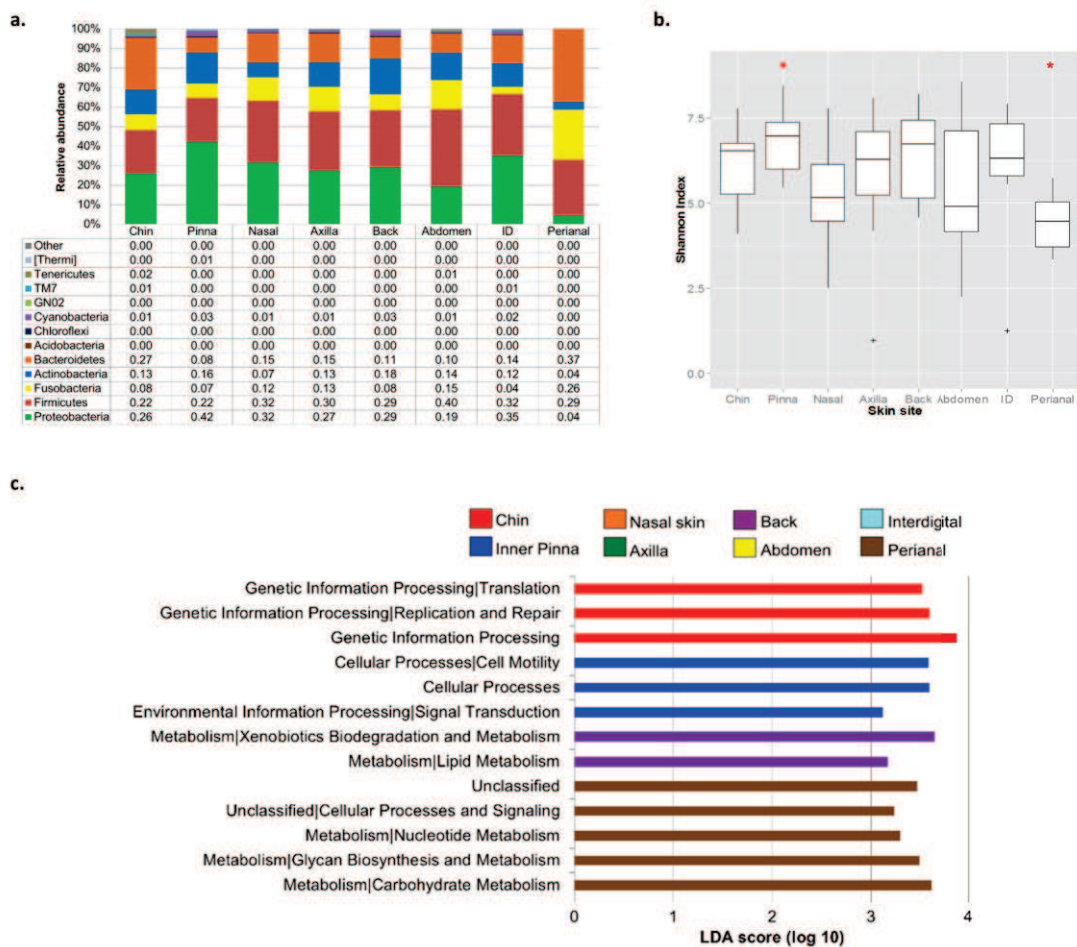 a.
100%
90%
80%
70%
60%
50%
40%
30%
20%
10%
0%
Relative abundance
Chin Pinna Nasal Axilla Back Abdomen ID Perianal
Other 0.00 0.00 0.00 0.00 0.00 0.00 0.00 0.00
[Thermi] 0.00 0.01 0.00 0.00 0.00 0.00 0.00 0.00
Tenericutes 0.02 0.00 0.00 0.00 0.00 0.01 0.00 0.00
TM7 0.01 0.00 0.00 0.00 0.00 0.00 0.01 0.00
GN02 0.00 0.00 0.00 0.00 0.00 0.00 0.00 0.00
Cyanobacteria 0.01 0.03 0.01 0.01 0.03 0.01 0.02 0.00
Chloroflexi 0.00 0.00 0.00 0.00 0.00 0.00 0.00 0.00
Acidobacteria 0.00 0.00 0.00 0.00 0.00 0.00 0.00 0.00
Bacteroidetes 0.27 0.08 0.15 0.15 0.11 0.10 0.14 0.37
Actinobacteria 0.13 0.16 0.07 0.13 0.18 0.14 0.12 0.04
Fusobacteria 0.08 0.07 0.12 0.13 0.08 0.15 0.04 0.26
Firmicutes 0.22 0.22 0.32 0.30 0.29 0.40 0.32 0.29
Proteobacteria 0.26 0.42 0.32 0.27 0.29 0.19 0.35 0.04
b.
* *
7.5
5.0
2.5
0.0
Shannon Index
Chin Pinna Nasal Axilla Back Abdomen ID Perianal
Skin site
c.
Chin Nasal skin Back Interdigital
Inner Pinna Axilla Abdomen Perianal
Genetic Information Processing|Translation
Genetic Information Processing|Replication and Repair
Genetic Information Processing
Cellular Processes|Cell Motility
Cellular Processes
Environmental Information Processing|Signal Transduction
Metabolism|Xenobiotics Biodegradation and Metabolism
Metabolism|Lipid Metabolism
Unclassified
Unclassified|Cellular Processes and Signaling
Metabolism|Nucleotide Metabolism
Metabolism|Glycan Biosynthesis and Metabolism
Metabolism|Carbohydrate Metabolism
0 1 2 3 4
LDA score (log 10)